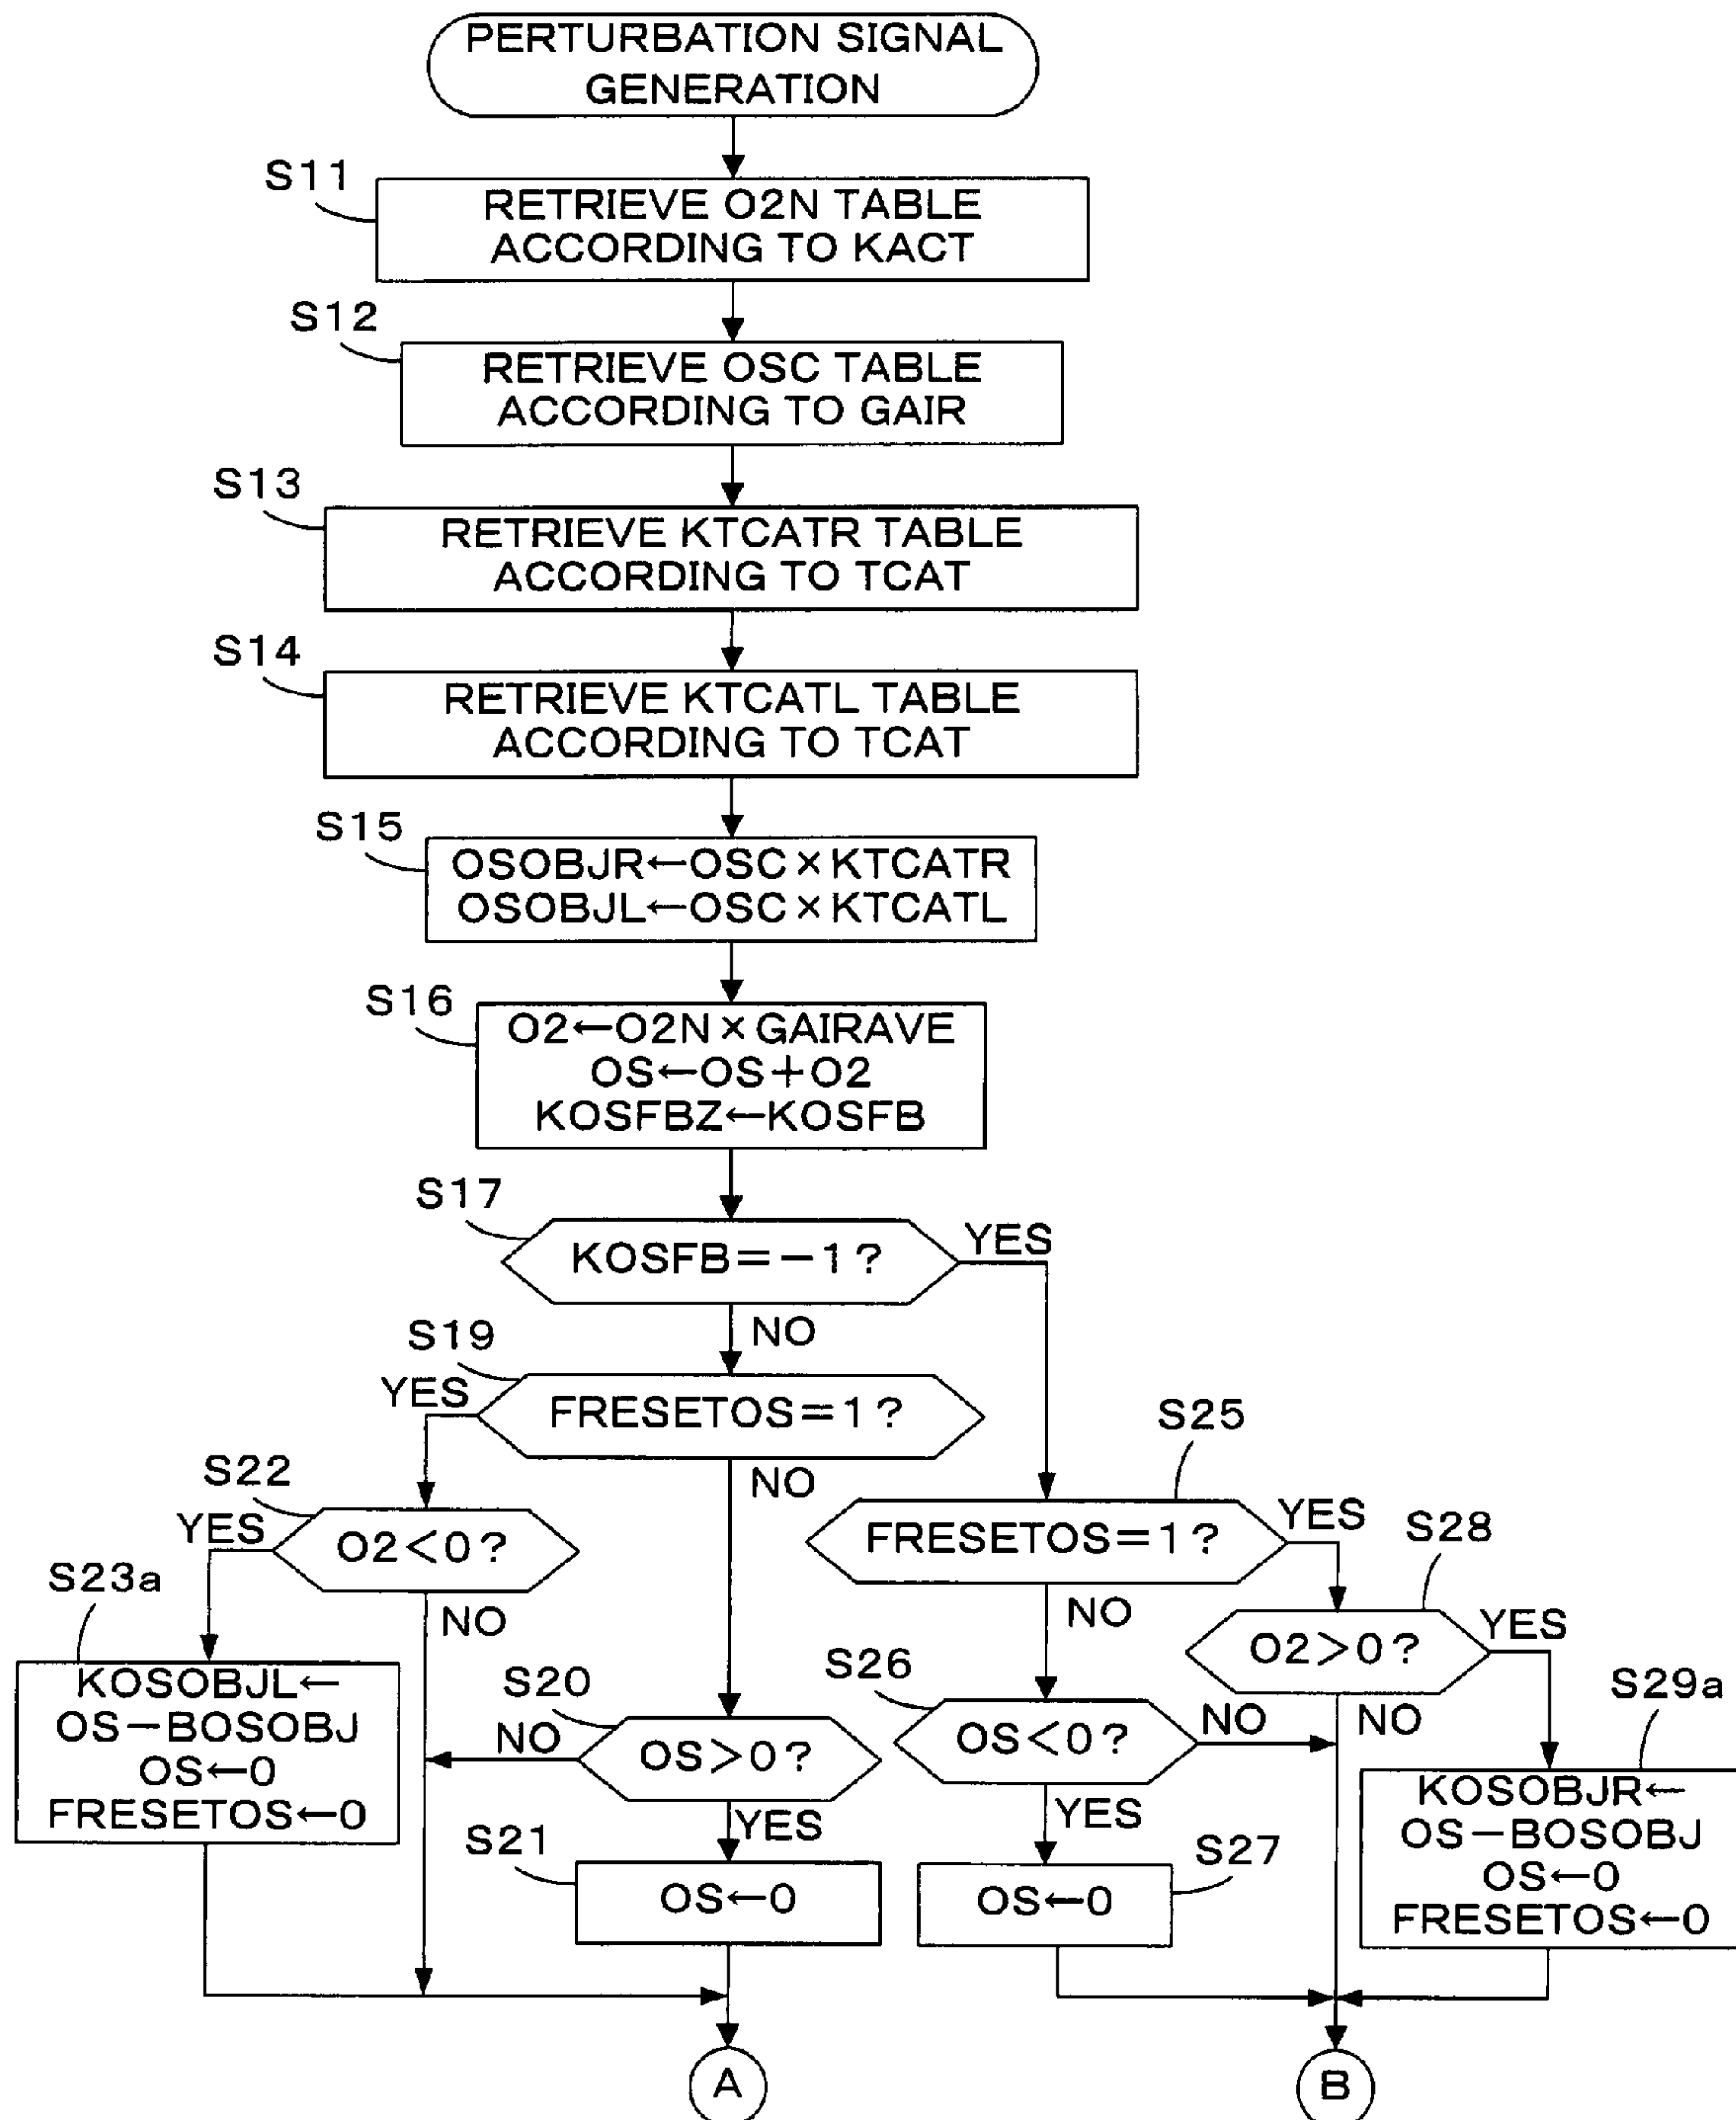 PERTURBATION SIGNAL
GENERATION
S11
RETRIEVE O2N TABLE
ACCORDING TO KACT
S12
RETRIEVE OSC TABLE
ACCORDING TO GAIR
S13
RETRIEVE KTCATR TABLE
ACCORDING TO TCAT
S14
RETRIEVE KTCATL TABLE
ACCORDING TO TCAT
S15
OSOBJR←OSC×KTCATR
OSOBJL←OSC×KTCATL
S16
O2←O2N×GAIRAVE
OS←OS+O2
KOSFBZ←KOSFB
S17
KOSFB=−1?
YES
NO
S19
YES
FRESETOS=1?
NO
S25
FRESETOS=1?
YES
NO
S22
YES
O2<0?
NO
S28
O2>0?
YES
NO
S23a
KOSOBJL←
OS−BOSOBJ
OS←0
FRESETOS←0
S20
NO
OS>0?
YES
S26
OS<0?
NO
YES
S29a
KOSOBJR←
OS−BOSOBJ
OS←0
FRESETOS←0
S21
OS←0
S27
OS←0
A
B